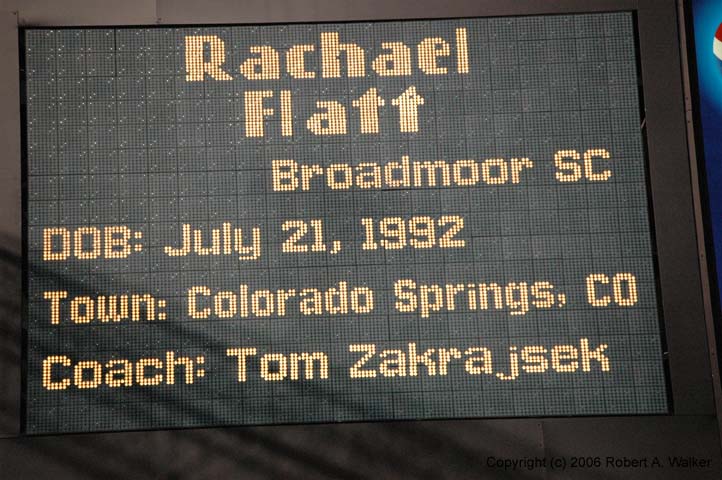 Rachael
Flatt
Broadmoor SC
DOB: July 21, 1992
Town: Colorado Springs, CO
Coach: Tom Zakrajsek
Copyright (c) 2006 Robert A. Walker